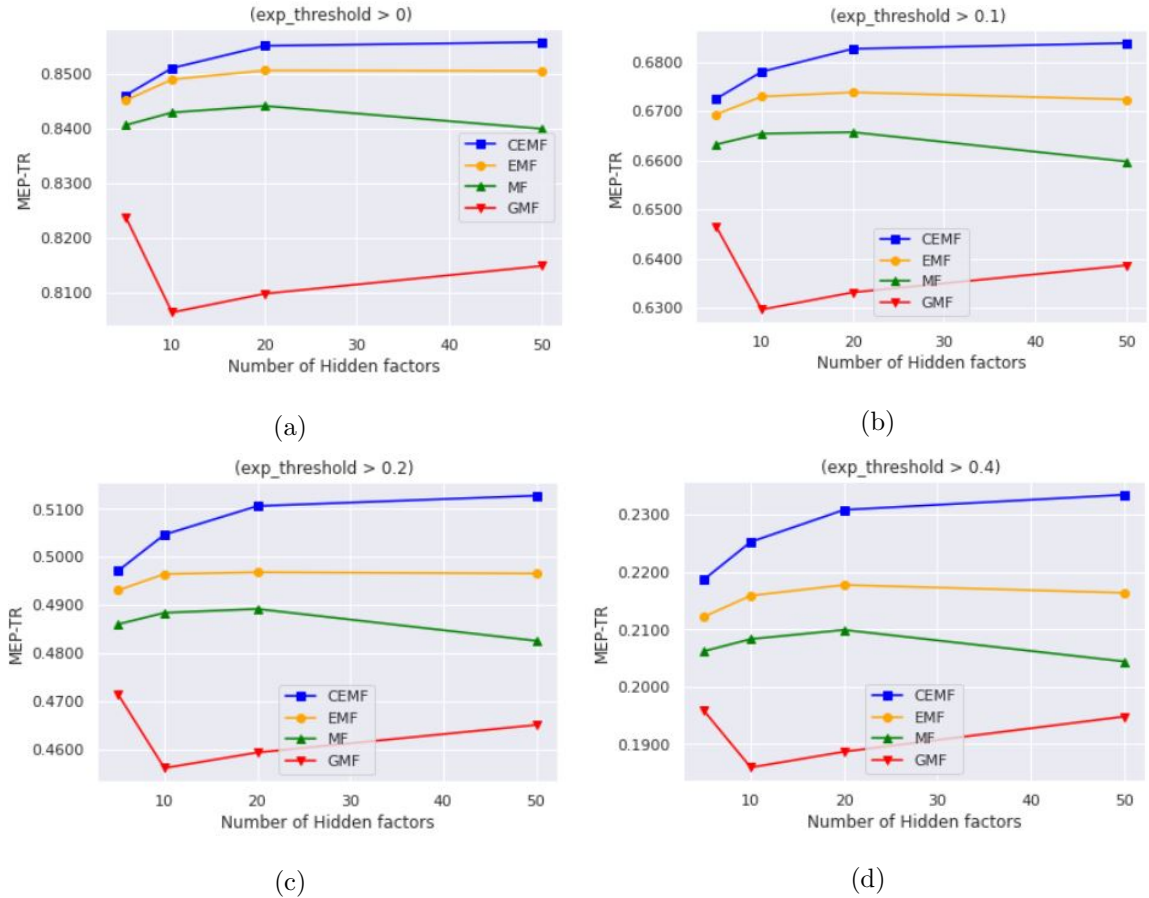 (exp_threshold > 0)
MEP-TR
0.8500
0.8400
0.8300
0.8200
0.8100
CEMF
EMF
MF
GMF
10 20 30 40 50
Number of Hidden factors
(a)
(exp_threshold > 0.1)
MEP-TR
0.6800
0.6700
0.6600
0.6500
0.6400
0.6300
CEMF
EMF
MF
GMF
10 20 30 40 50
Number of Hidden factors
(b)
(exp_threshold > 0.2)
MEP-TR
0.5100
0.5000
0.4900
0.4800
0.4700
0.4600
CEMF
EMF
MF
GMF
10 20 30 40 50
Number of Hidden factors
(c)
(exp_threshold > 0.4)
MEP-TR
0.2300
0.2200
0.2100
0.2000
0.1900
CEMF
EMF
MF
GMF
10 20 30 40 50
Number of Hidden factors
(d)